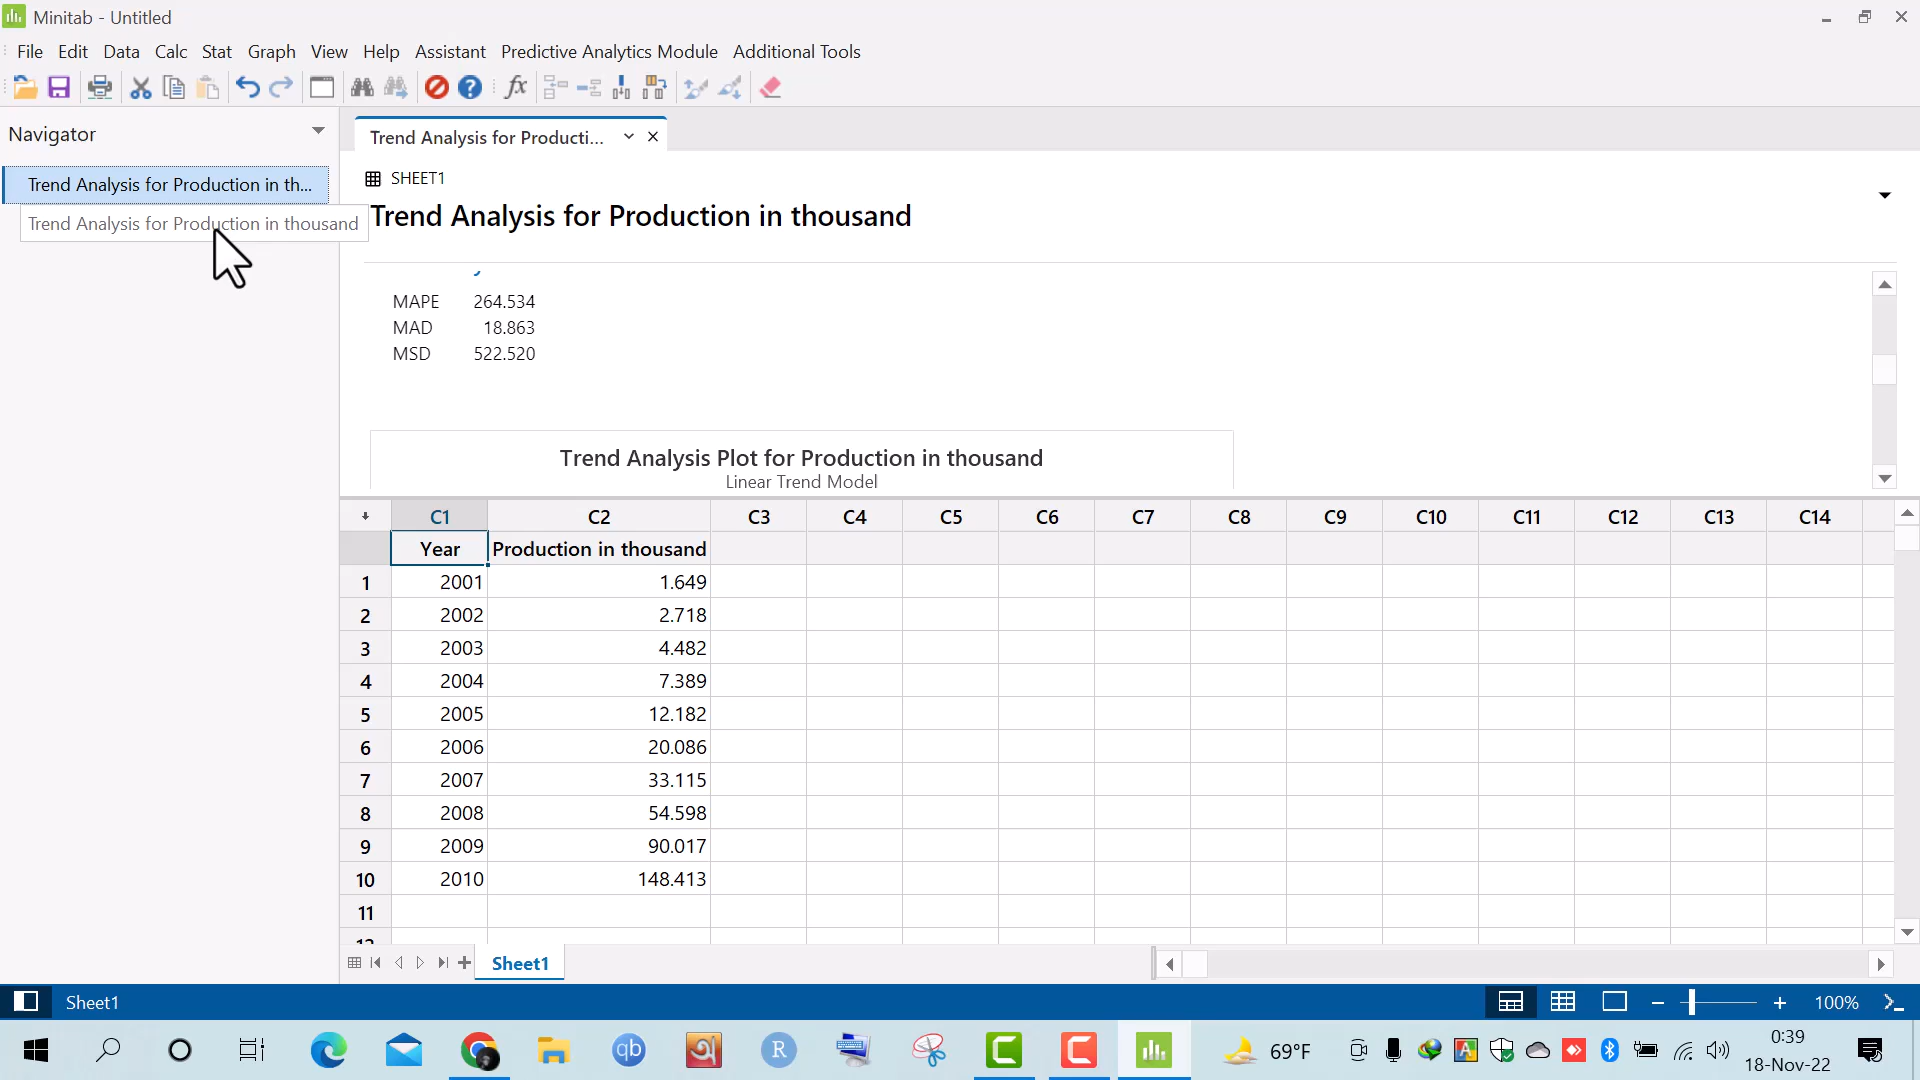 Minitab - Untitled
File Edit Data Calc Stat Graph View Help Assistant Predictive Analytics Module Additional Tools
Navigator
Trend Analysis for Producti...
Trend Analysis for Production in th...
Trend Analysis for Production in thousand
SHEET1
Trend Analysis for Production in thousand
MAPE 264.534
MAD 18.863
MSD 522.520
Trend Analysis Plot for Production in thousand
Linear Trend Model
C1 C2 C3 C4 C5 C6 C7 C8 C9 C10 C11 C12 C13 C14
Year Production in thousand
1 2001 1.649
2 2002 2.718
3 2003 4.482
4 2004 7.389
5 2005 12.182
6 2006 20.086
7 2007 33.115
8 2008 54.598
9 2009 90.017
10 2010 148.413
11
Sheet1
Sheet1
100%
69°F
0:39
18-Nov-22